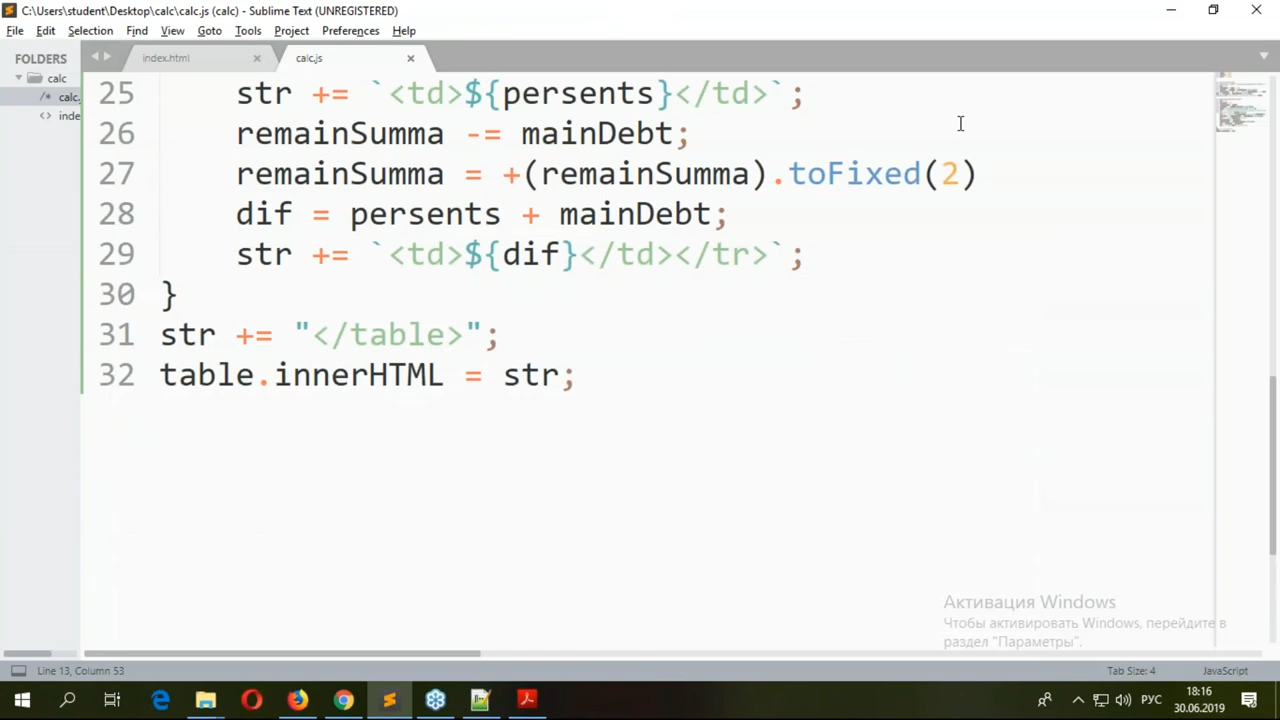 C:\Users\student\Desktop\calc\calc.js (calc) - Sublime Text (UNREGISTERED)
File Edit Selection Find View Goto Tools Project Preferences Help
FOLDERS
calc
calc.
inde
index.html
calc.js
25 str += `<td>${persents}</td>`;
26 remainSumma -= mainDebt;
27 remainSumma = +(remainSumma).toFixed(2)
28 dif = persents + mainDebt;
29 str += `<td>${dif}</td></tr>`;
30 }
31 str += "</table>";
32 table.innerHTML = str;
Активация Windows
Чтобы активировать Windows, перейдите в
раздел "Параметры".
Line 13, Column 53
Tab Size: 4
JavaScript
РУС
18:16
30.06.2019